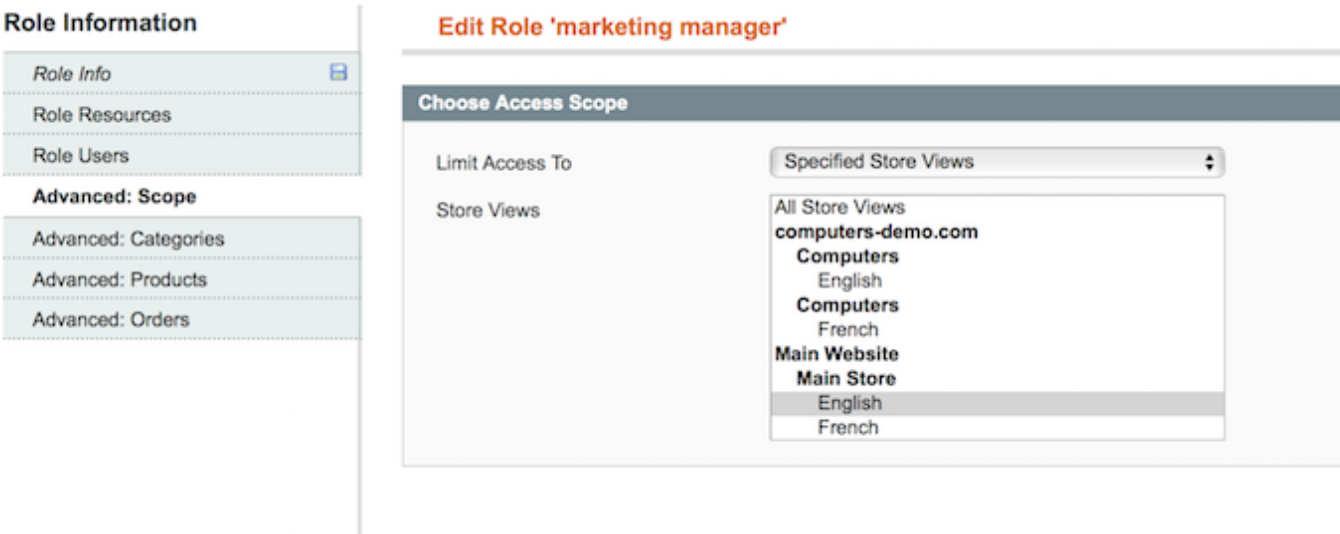 Role Information
Role Info
Role Resources
Role Users
Advanced: Scope
Advanced: Categories
Advanced: Products
Advanced: Orders
Edit Role 'marketing manager'
Choose Access Scope
Limit Access To
Specified Store Views
Store Views
All Store Views
computers-demo.com
Computers
English
Computers
French
Main Website
Main Store
English
French